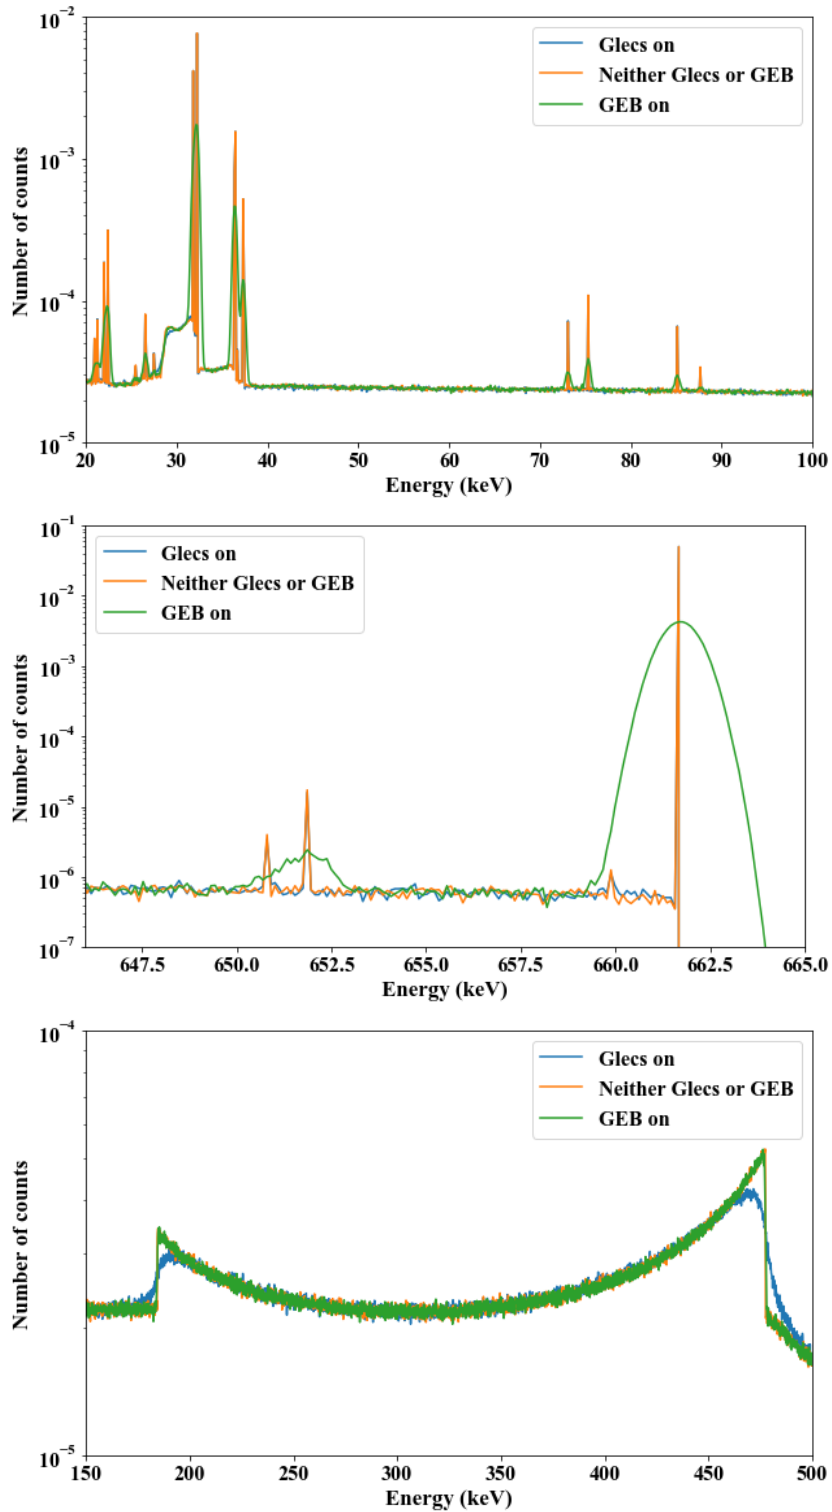 10⁻²
Glecs on
Neither Glecs or GEB
GEB on
10⁻³
Number of counts
10⁻⁴
10⁻⁵
20 30 40 50 60 70 80 90 100
Energy (keV)
10⁻¹
Glecs on
Neither Glecs or GEB
GEB on
10⁻²
10⁻³
Number of counts
10⁻⁴
10⁻⁵
10⁻⁶
10⁻⁷
647.5 650.0 652.5 655.0 657.5 660.0 662.5 665.0
Energy (keV)
10⁻⁴
Glecs on
Neither Glecs or GEB
GEB on
Number of counts
10⁻⁵
150 200 250 300 350 400 450 500
Energy (keV)